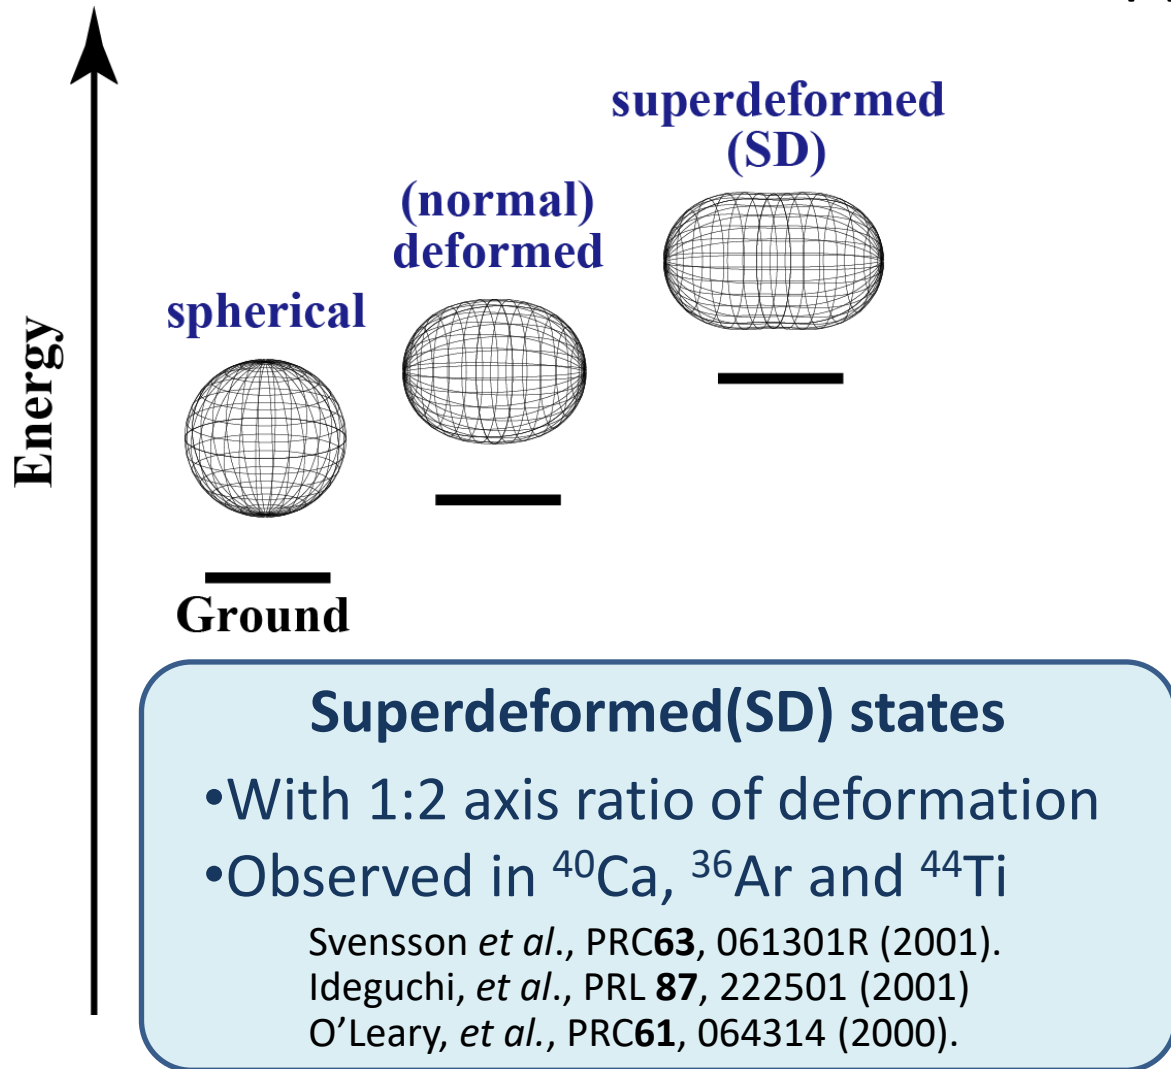 superdeformed
(SD)
(normal)
deformed
spherical
Energy
Ground
Superdeformed(SD) states
•With 1:2 axis ratio of deformation
•Observed in ⁴⁰Ca, ³⁶Ar and ⁴⁴Ti
Svensson et al., PRC63, 061301R (2001).
Ideguchi, et al., PRL 87, 222501 (2001)
O’Leary, et al., PRC61, 064314 (2000).